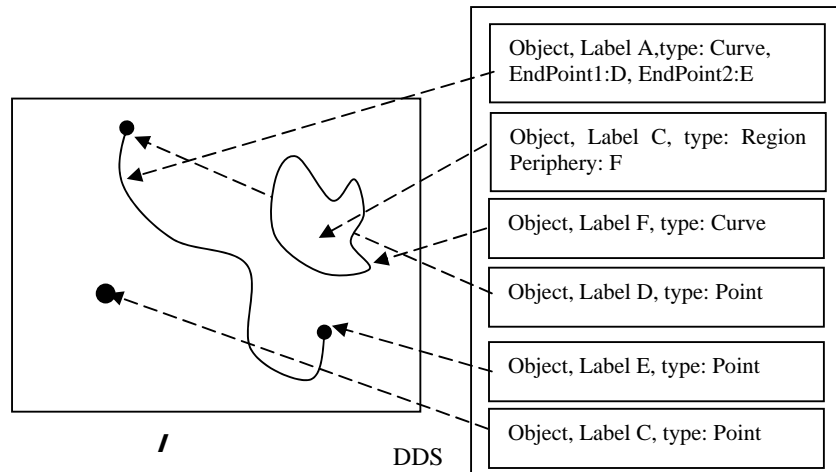 Object, Label A,type: Curve,
EndPoint1:D, EndPoint2:E
Object, Label C, type: Region
Periphery: F
Object, Label F, type: Curve
Object, Label D, type: Point
Object, Label E, type: Point
Object, Label C, type: Point
I
DDS